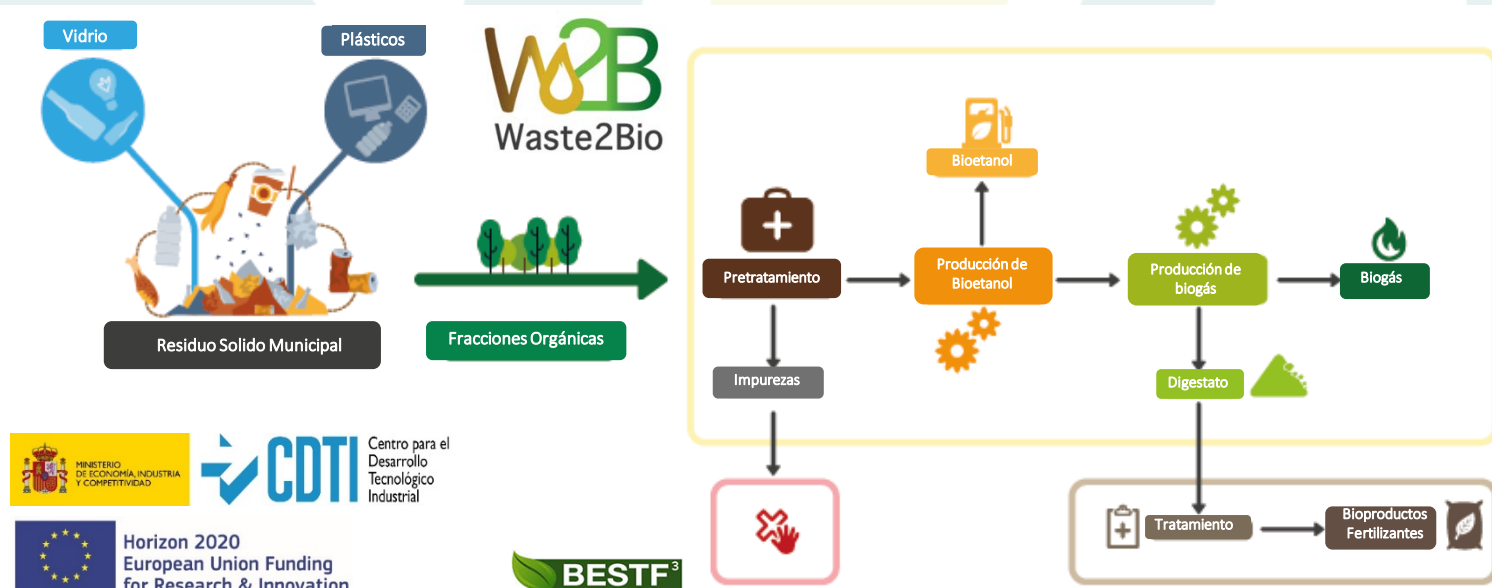 Vidrio
Plásticos
W2B
Waste2Bio
Residuo Solido Municipal
Fracciones Orgánicas
Bioetanol
Pretratamiento
Producción de
Bioetanol
Producción de
biogás
Biogás
Impurezas
Digestato
Tratamiento
Bioproductos
Fertilizantes
MINISTERIO
DE ECONOMÍA, INDUSTRIA
Y COMPETITIVIDAD
CDTI
Centro para el
Desarrollo
Tecnológico
Industrial
Horizon 2020
European Union Funding
for Research & Innovation
BESTF³